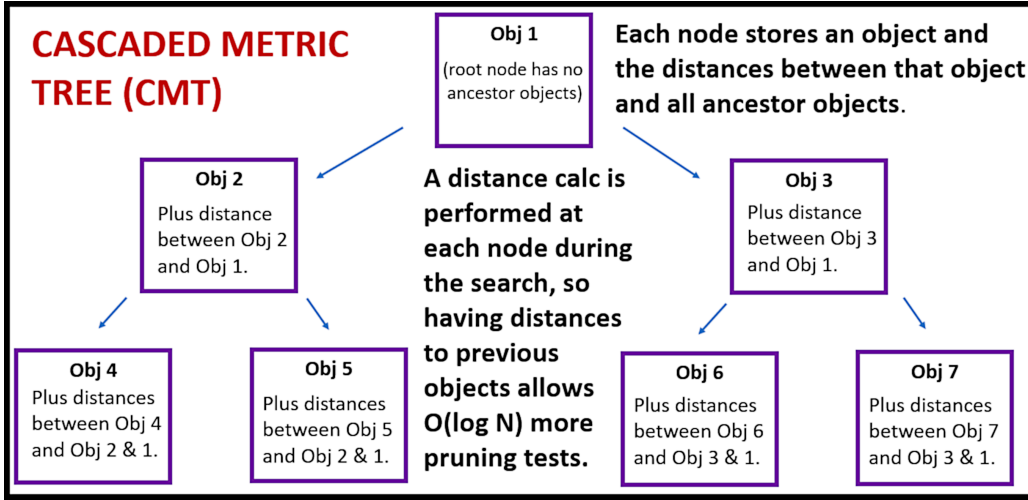 CASCADED METRIC
TREE (CMT)
Obj 1
(root node has no
ancestor objects)
Each node stores an object and
the distances between that object
and all ancestor objects.
Obj 2
Plus distance
between Obj 2
and Obj 1.
A distance calc is
performed at
each node during
the search, so
having distances
to previous
objects allows
O(log N) more
pruning tests.
Obj 3
Plus distance
between Obj 3
and Obj 1.
Obj 4
Plus distances
between Obj 4
and Obj 2 & 1.
Obj 5
Plus distances
between Obj 5
and Obj 2 & 1.
Obj 6
Plus distances
between Obj 6
and Obj 3 & 1.
Obj 7
Plus distances
between Obj 7
and Obj 3 & 1.